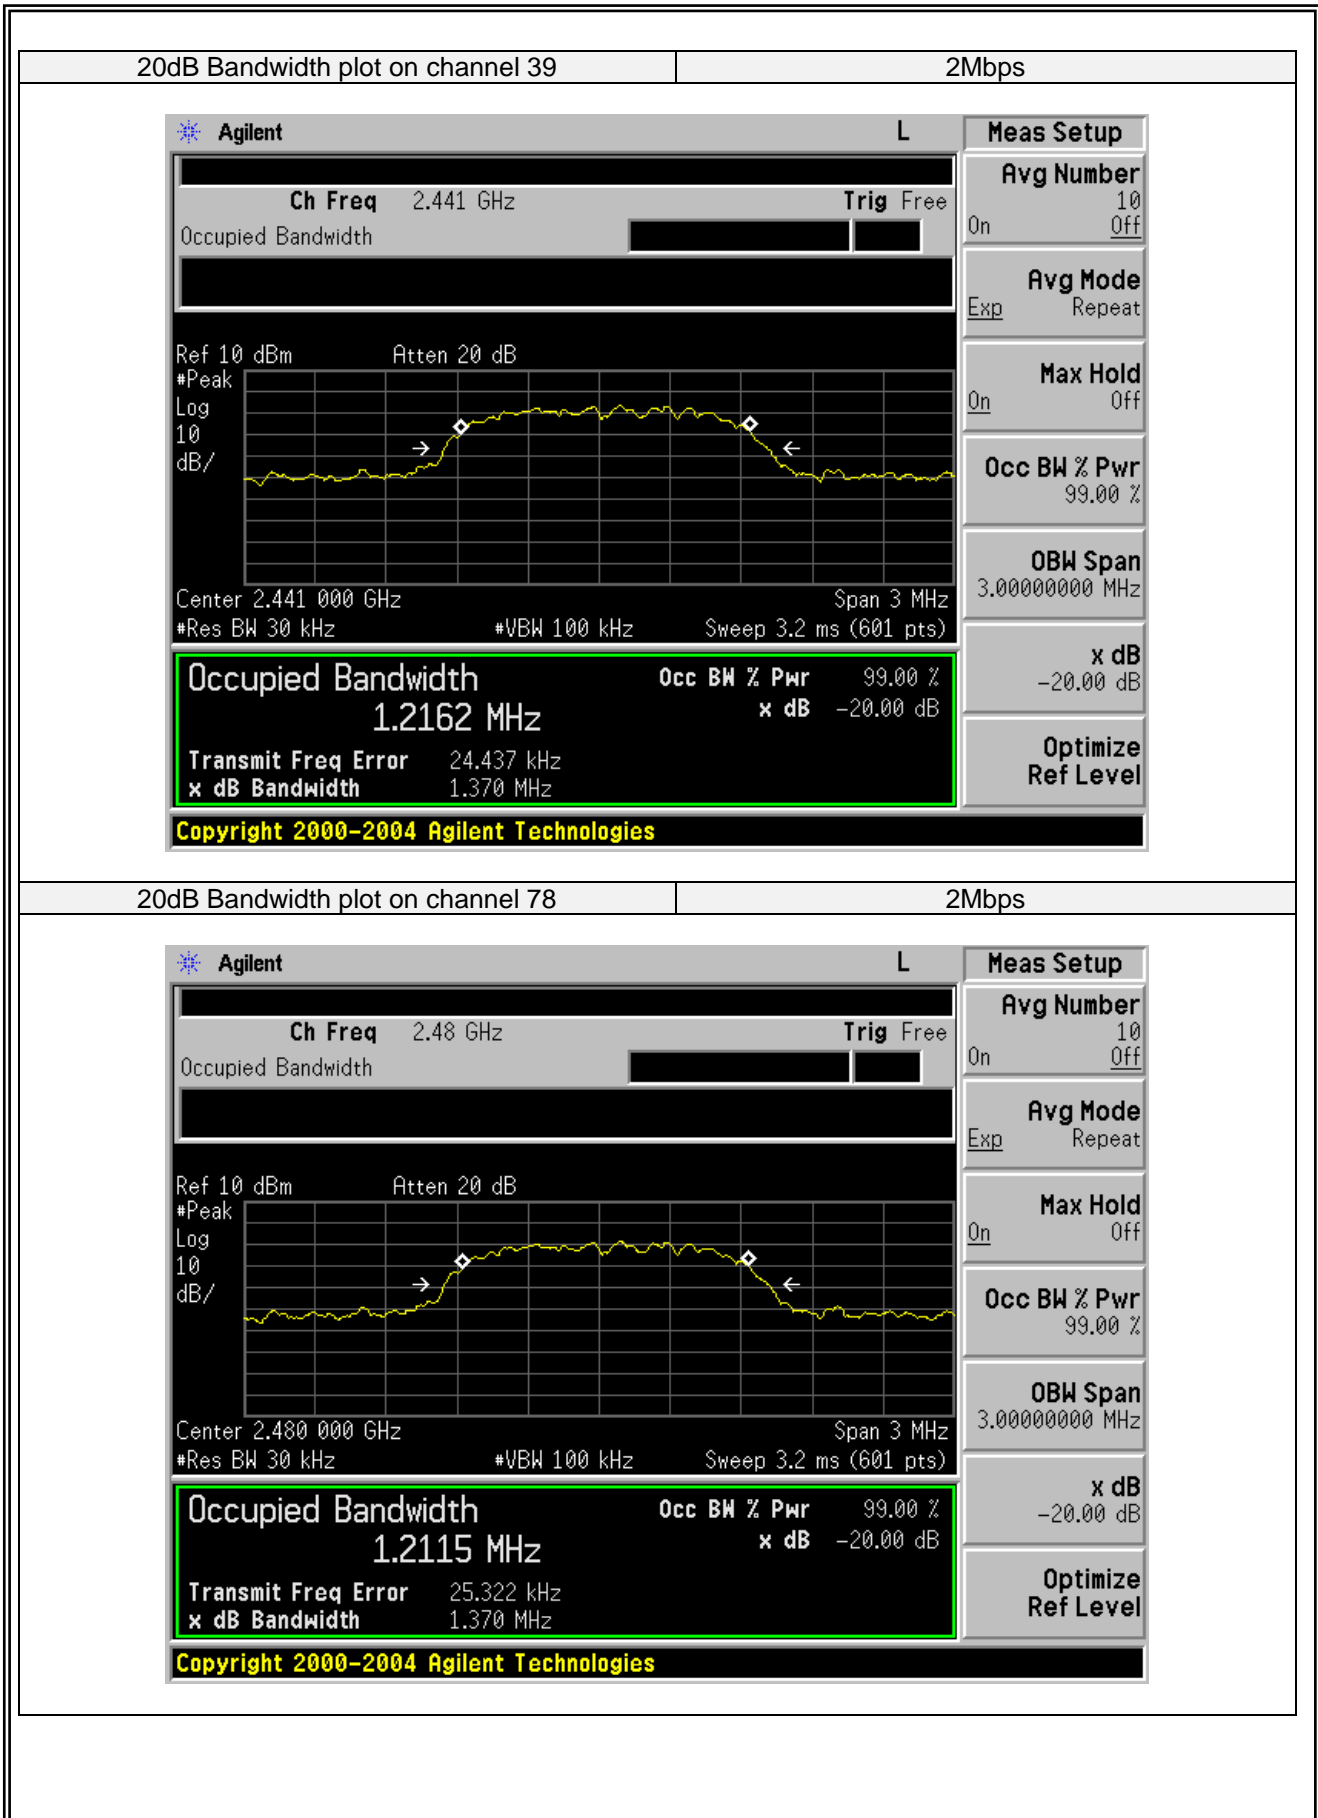 20dB Bandwidth plot on channel 39 2Mbps
Agilent L Meas Setup
Ch Freq 2.441 GHz Trig Free
Occupied Bandwidth
Avg Number
10
On Off
Avg Mode
Exp Repeat
Max Hold
On Off
Occ BW % Pwr
99.00 %
OBW Span
3.00000000 MHz
x dB
-20.00 dB
Optimize
Ref Level
Ref 10 dBm Atten 20 dB
#Peak
Log
10
dB/
Center 2.441 000 GHz Span 3 MHz
#Res BW 30 kHz #VBW 100 kHz Sweep 3.2 ms (601 pts)
Occupied Bandwidth Occ BW % Pwr 99.00 %
1.2162 MHz x dB -20.00 dB
Transmit Freq Error 24.437 kHz
x dB Bandwidth 1.370 MHz
Copyright 2000-2004 Agilent Technologies
20dB Bandwidth plot on channel 78 2Mbps
Agilent L Meas Setup
Ch Freq 2.48 GHz Trig Free
Occupied Bandwidth
Avg Number
10
On Off
Avg Mode
Exp Repeat
Max Hold
On Off
Occ BW % Pwr
99.00 %
OBW Span
3.00000000 MHz
x dB
-20.00 dB
Optimize
Ref Level
Ref 10 dBm Atten 20 dB
#Peak
Log
10
dB/
Center 2.480 000 GHz Span 3 MHz
#Res BW 30 kHz #VBW 100 kHz Sweep 3.2 ms (601 pts)
Occupied Bandwidth Occ BW % Pwr 99.00 %
1.2115 MHz x dB -20.00 dB
Transmit Freq Error 25.322 kHz
x dB Bandwidth 1.370 MHz
Copyright 2000-2004 Agilent Technologies